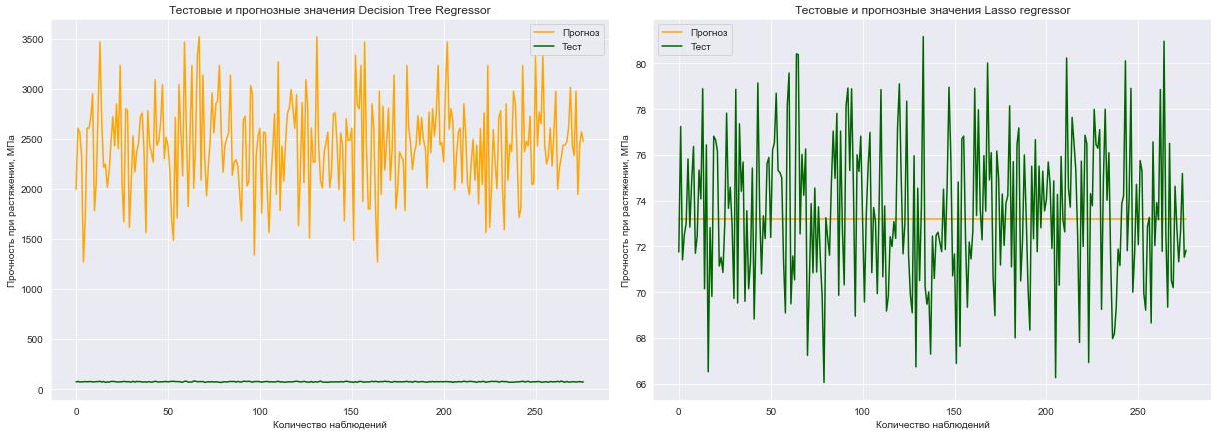 Тестовые и прогнозные значения Decision Tree Regressor
Прочность при растяжении, МПа
3500
3000
2500
2000
1500
1000
500
0
Прогноз
Тест
0 50 100 150 200 250
Количество наблюдений
Тестовые и прогнозные значения Lasso regressor
Прочность при растяжении, МПа
80
78
76
74
72
70
68
66
Прогноз
Тест
0 50 100 150 200 250
Количество наблюдений